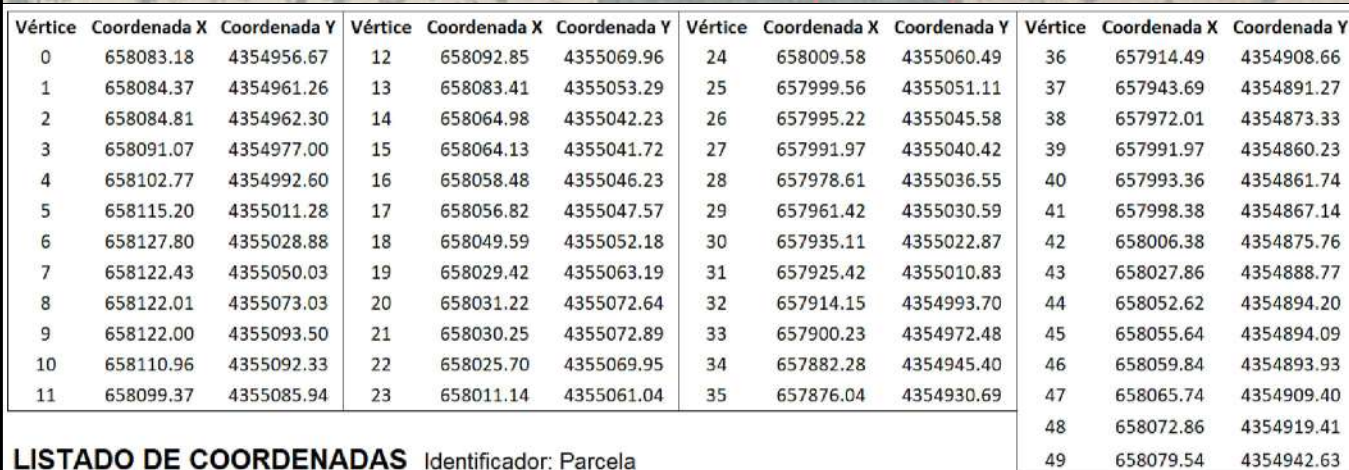 Vértice Coordenada X Coordenada Y Vértice Coordenada X Coordenada Y Vértice Coordenada X Coordenada Y Vértice Coordenada X Coordenada Y
0 658083.18 4354956.67 12 658092.85 4355069.96 24 658009.58 4355060.49 36 657914.49 4354908.66
1 658084.37 4354961.26 13 658083.41 4355053.29 25 657999.56 4355051.11 37 657943.69 4354891.27
2 658084.81 4354962.30 14 658064.98 4355042.23 26 657995.22 4355045.58 38 657972.01 4354873.33
3 658091.07 4354977.00 15 658064.13 4355041.72 27 657991.97 4355040.42 39 657991.97 4354860.23
4 658102.77 4354992.60 16 658058.48 4355046.23 28 657978.61 4355036.55 40 657993.36 4354861.74
5 658115.20 4355011.28 17 658056.82 4355047.57 29 657961.42 4355030.59 41 657998.38 4354867.14
6 658127.80 4355028.88 18 658049.59 4355052.18 30 657935.11 4355022.87 42 658006.38 4354875.76
7 658122.43 4355050.03 19 658029.42 4355063.19 31 657925.42 4355010.83 43 658027.86 4354888.77
8 658122.01 4355073.03 20 658031.22 4355072.64 32 657914.15 4354993.70 44 658052.62 4354894.20
9 658122.00 4355093.50 21 658030.25 4355072.89 33 657900.23 4354972.48 45 658055.64 4354894.09
10 658110.96 4355092.33 22 658025.70 4355069.95 34 657882.28 4354945.40 46 658059.84 4354893.93
11 658099.37 4355085.94 23 658011.14 4355061.04 35 657876.04 4354930.69 47 658065.74 4354909.40
48 658072.86 4354919.41
LISTADO DE COORDENADAS Identificador: Parcela 49 658079.54 4354942.63